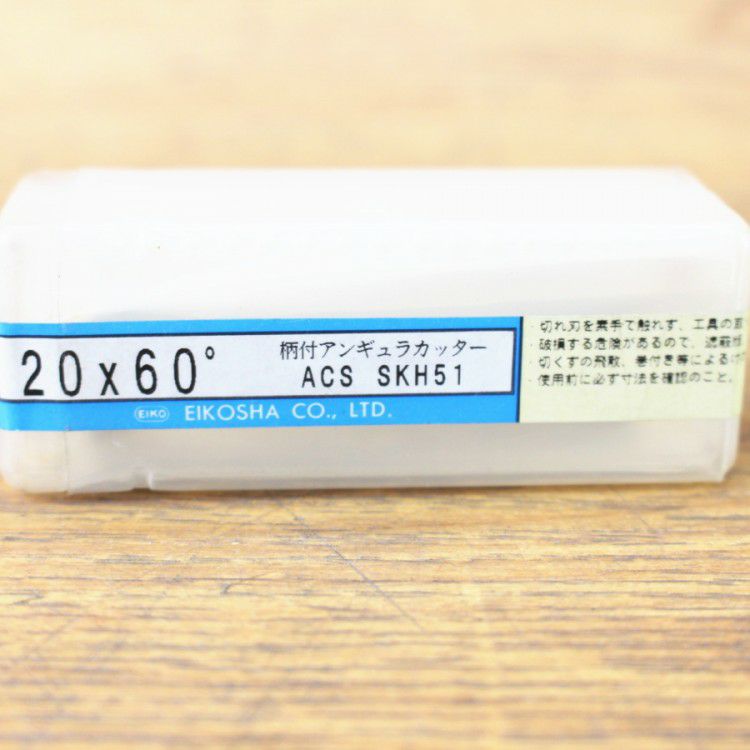 20x60°
柄付アンギュラカッター
ACS SKH51
EIKO EIKOSHA CO., LTD.
・切れ刃を素手で触れず、工具の
・破損する危険があるので、遮蔽
・切くずの飛散、巻付き等による
・使用前に必ず寸法を確認のこと。